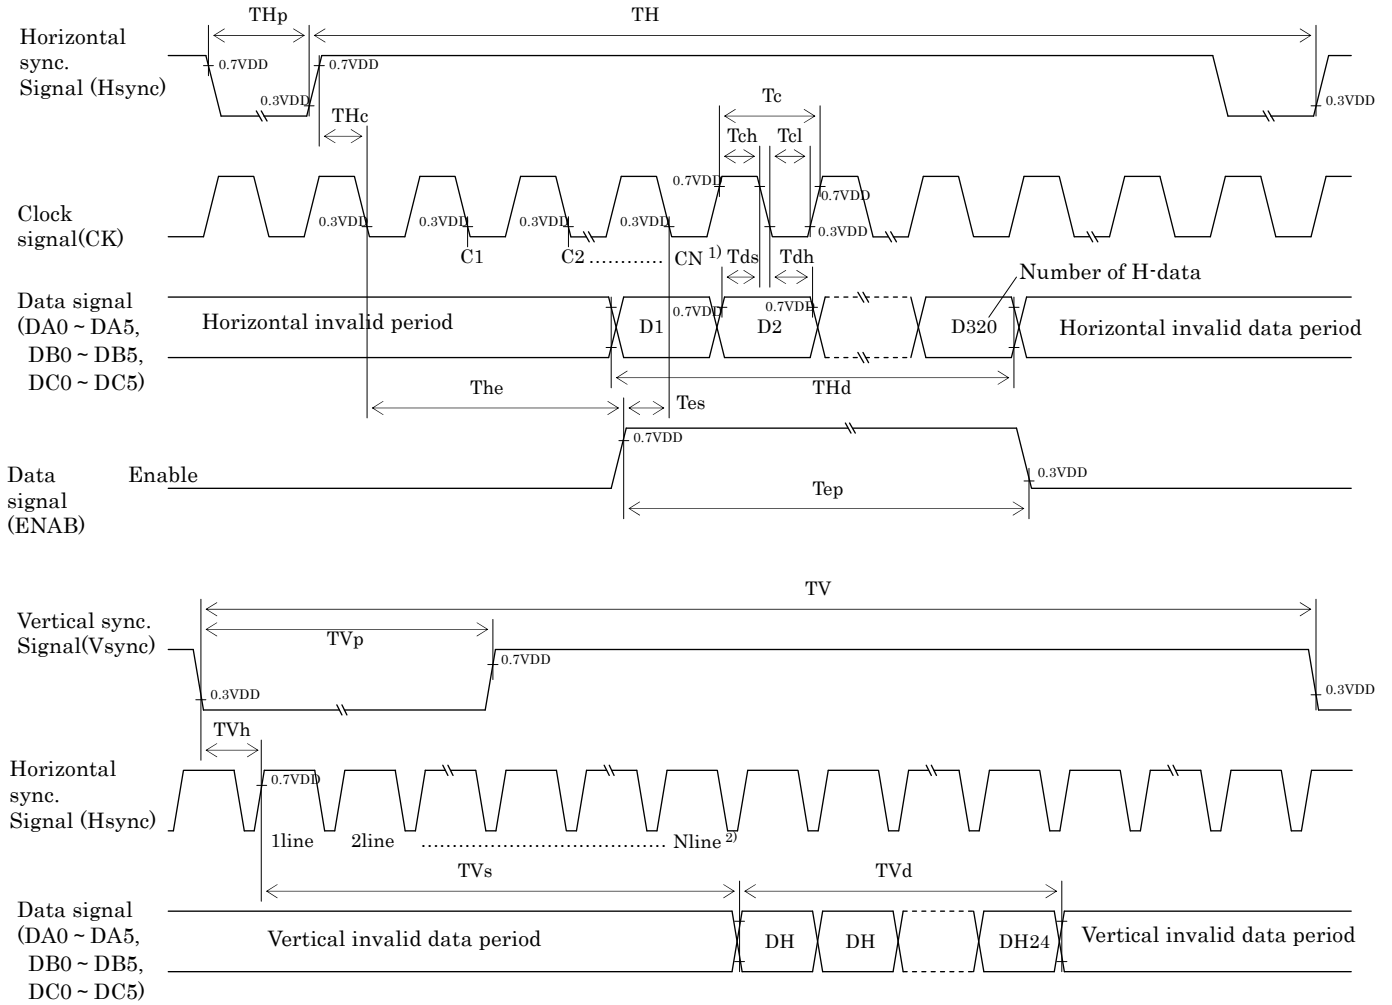 THp
TH
Horizontal
sync.
Signal (Hsync)
0.7VDD
0.7VDD
0.3VDD
0.3VDD
THc
Tc
Tch
Tcl
Clock
signal(CK)
0.3VDD
0.3VDD
0.3VDD
0.3VDD
0.7VDD
0.7VDD
0.3VDD
C1
C2
............
CN 1)
Tds
Tdh
Number of H-data
Data signal
(DA0 ~ DA5,
DB0 ~ DB5,
DC0 ~ DC5)
Horizontal invalid period
0.7VDD
0.7VDD
D1
D2
D320
Horizontal invalid data period
The
Tes
THd
0.7VDD
Data Enable
signal
(ENAB)
0.3VDD
Tep
TV
Vertical sync.
Signal(Vsync)
TVp
0.7VDD
0.3VDD
0.3VDD
TVh
Horizontal
sync.
Signal (Hsync)
0.7VDD
1line
2line
........................................
Nline 2)
TVs
TVd
Data signal
(DA0 ~ DA5,
DB0 ~ DB5,
DC0 ~ DC5)
Vertical invalid data period
DH
DH
DH24
Vertical invalid data period